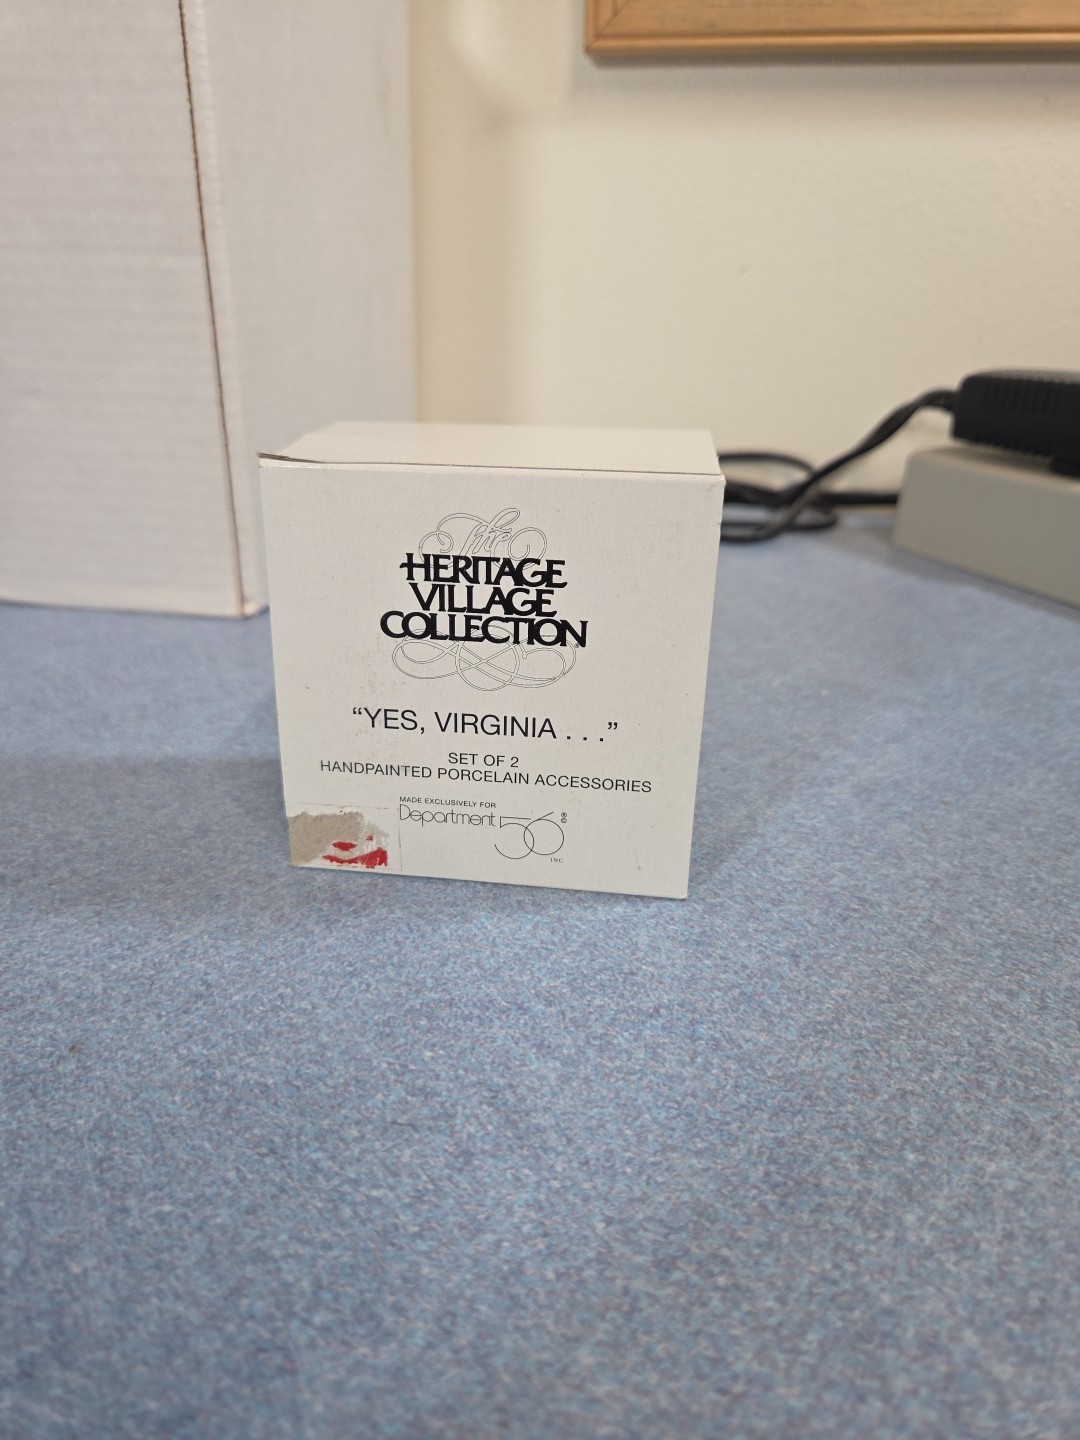 The
HERITAGE
VILLAGE
COLLECTION
“YES, VIRGINIA . . .”
SET OF 2
HANDPAINTED PORCELAIN ACCESSORIES
MADE EXCLUSIVELY FOR
Department 56 ® ©
INC